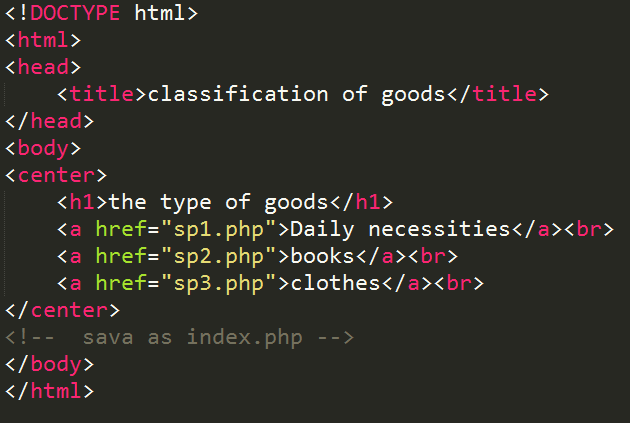 <!DOCTYPE html>
<html>
<head>
    <title>classification of goods</title>
</head>
<body>
<center>
    <h1>the type of goods</h1>
    <a href="sp1.php">Daily necessities</a><br>
    <a href="sp2.php">books</a><br>
    <a href="sp3.php">clothes</a><br>
</center>
<!--  sava as index.php -->
</body>
</html>